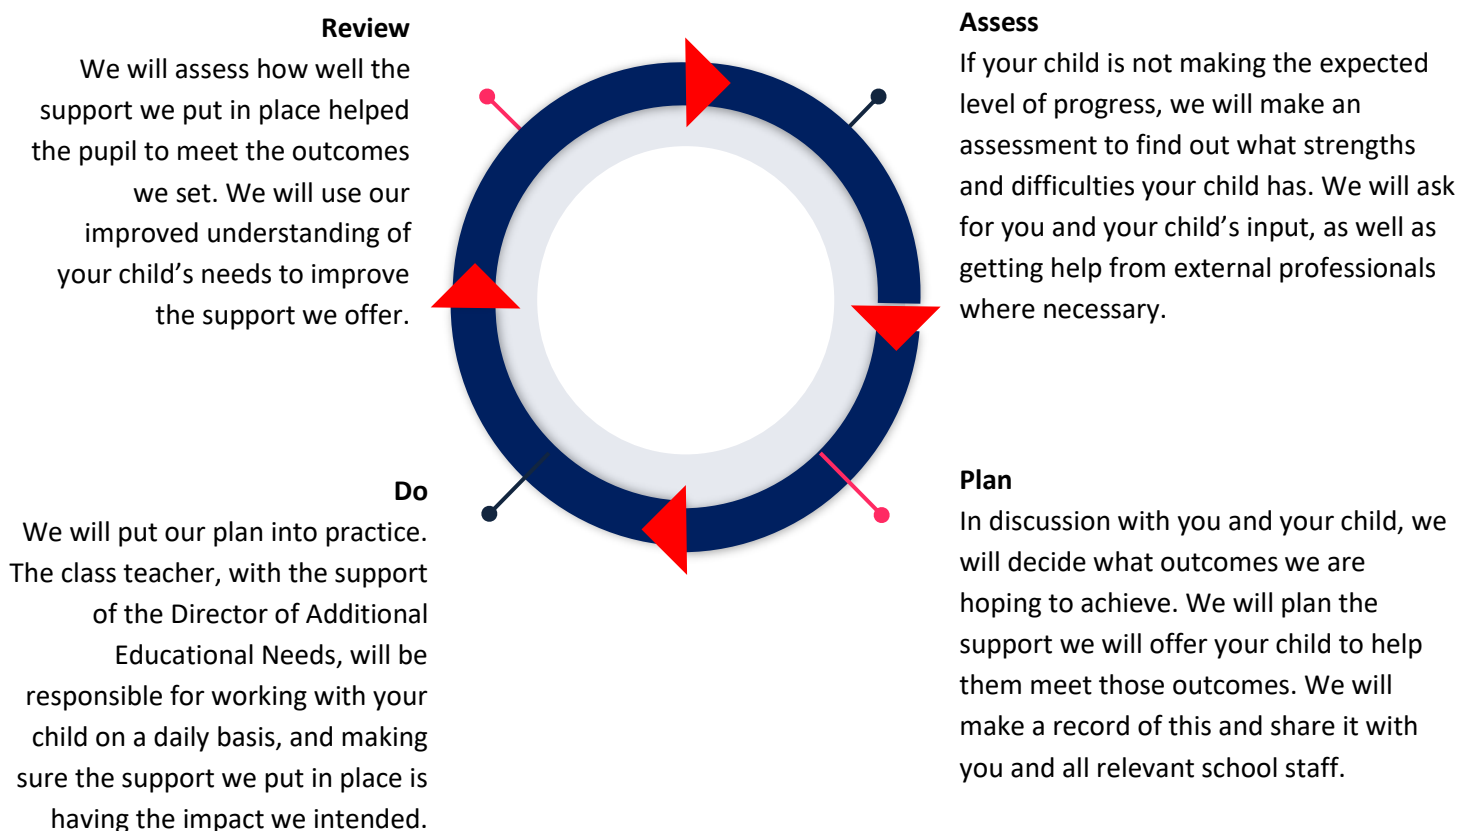 Review
We will assess how well the
support we put in place helped
the pupil to meet the outcomes
we set. We will use our
improved understanding of
your child’s needs to improve
the support we offer.
Assess
If your child is not making the expected
level of progress, we will make an
assessment to find out what strengths
and difficulties your child has. We will ask
for you and your child’s input, as well as
getting help from external professionals
where necessary.
Do
We will put our plan into practice.
The class teacher, with the support
of the Director of Additional
Educational Needs, will be
responsible for working with your
child on a daily basis, and making
sure the support we put in place is
having the impact we intended.
Plan
In discussion with you and your child, we
will decide what outcomes we are
hoping to achieve. We will plan the
support we will offer your child to help
them meet those outcomes. We will
make a record of this and share it with
you and all relevant school staff.